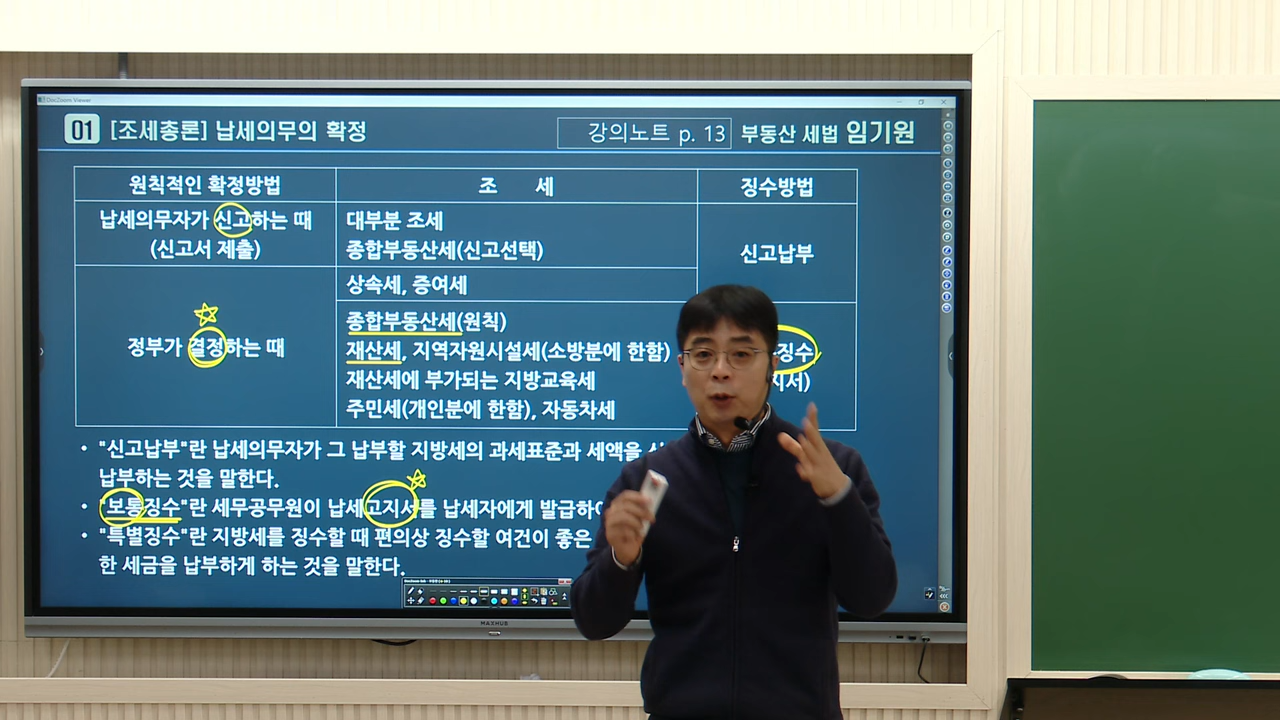 DocZoom Viewer
01 [조세총론] 납세의무의 확정 강의노트 p. 13 부동산 세법 임기원
원칙적인 확정방법 조 세 징수방법
납세의무자가 신고하는 때
(신고서 제출)
대부분 조세
종합부동산세(신고선택)
신고납부
상속세, 증여세
정부가 결정하는 때
종합부동산세(원칙)
재산세, 지역자원시설세(소방분에 한함)
재산세에 부가되는 지방교육세
주민세(개인분에 한함), 자동차세
징수
서)
• "신고납부"란 납세의무자가 그 납부할 지방세의 과세표준과 세액을
납부하는 것을 말한다.
• "보통징수"란 세무공무원이 납세고지서를 납세자에게 발급하여
• "특별징수"란 지방세를 징수할 때 편의상 징수할 여건이 좋은
한 세금을 납부하게 하는 것을 말한다.
MAXHUB